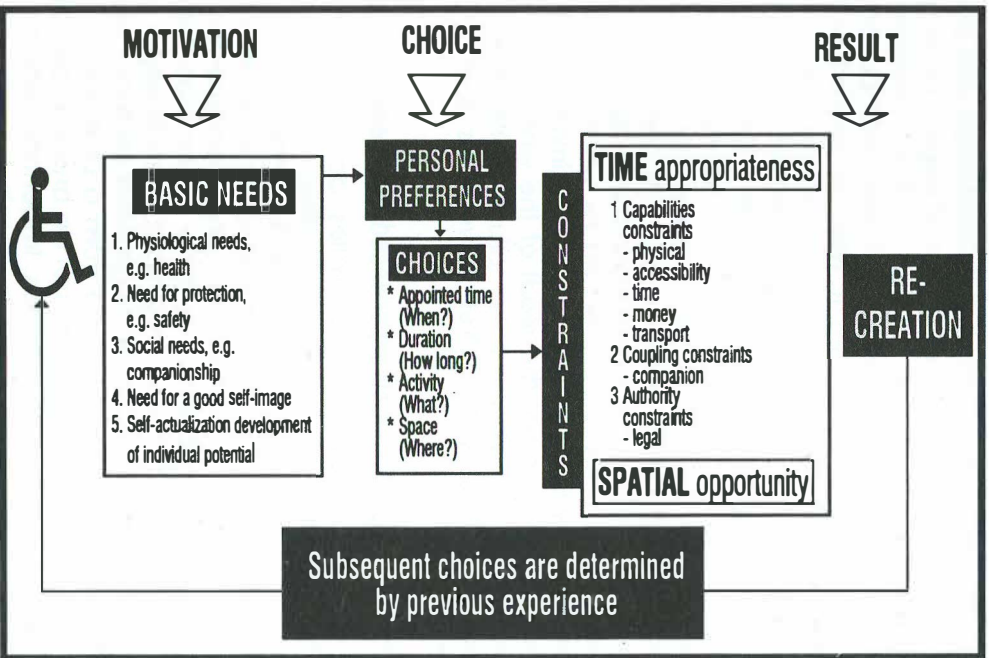 MOTIVATION
CHOICE
RESULT
BASIC NEEDS
1. Physiological needs,
e.g. health
2. Need for protection,
e.g. safety
3. Social needs, e.g.
companionship
4. Need for a good self-image
5. Self-actualization development
of individual potential
PERSONAL
PREFERENCES
CHOICES
* Appointed time
(When?)
* Duration
(How long?)
* Activity
(What?)
* Space
(Where?)
CONSTRAINTS
TIME appropriateness
1 Capabilities
constraints
- physical
- accessibility
- time
- money
- transport
2 Coupling constraints
- companion
3 Authority
constraints
- legal
SPATIAL opportunity
RE-
CREATION
Subsequent choices are determined
by previous experience